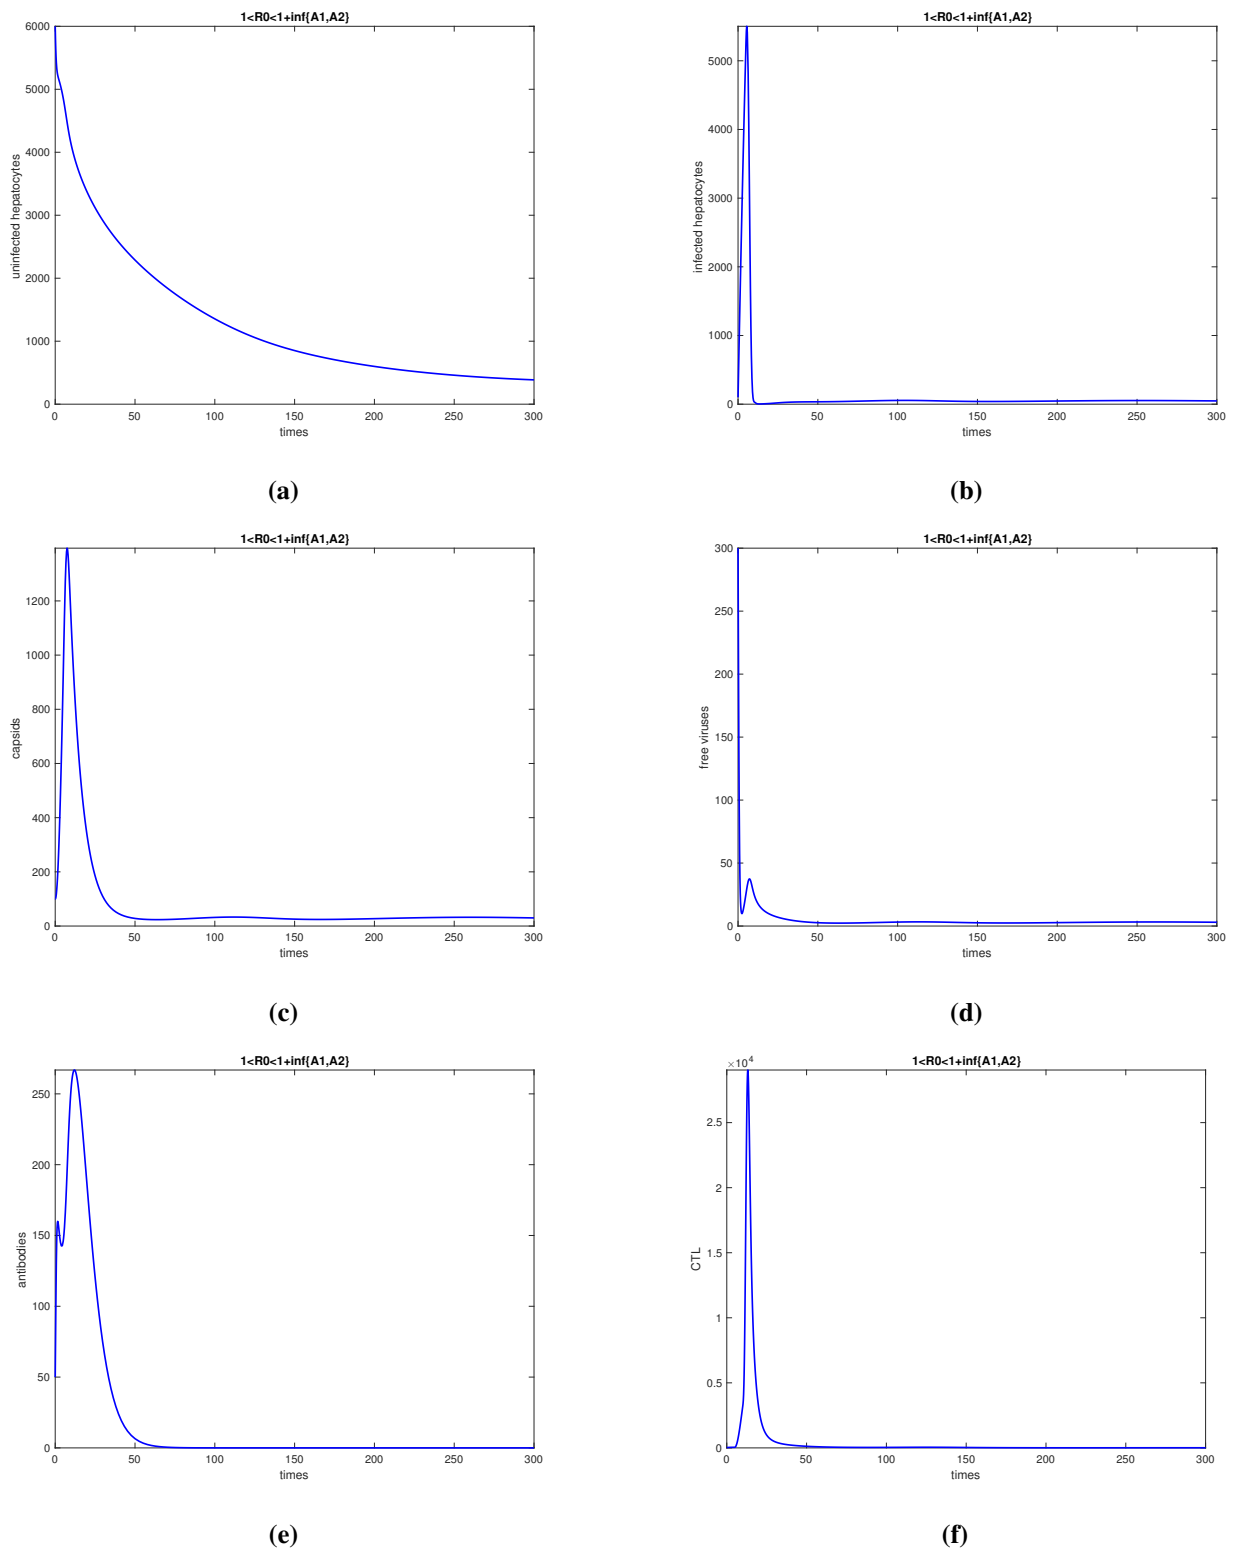 1<R0<1+inf{A1,A2}
6000
5000
4000
3000
2000
1000
0
uninfected hepatocytes
0 50 100 150 200 250 300
times
(a)
1<R0<1+inf{A1,A2}
5000
4000
3000
2000
1000
0
infected hepatocytes
0 50 100 150 200 250 300
times
(b)
1<R0<1+inf{A1,A2}
1200
1000
800
600
400
200
0
capsids
0 50 100 150 200 250 300
times
(c)
1<R0<1+inf{A1,A2}
300
250
200
150
100
50
0
free viruses
0 50 100 150 200 250 300
times
(d)
1<R0<1+inf{A1,A2}
250
200
150
100
50
0
antibodies
0 50 100 150 200 250 300
times
(e)
1<R0<1+inf{A1,A2}
×10⁴
2.5
2
1.5
1
0.5
0
CTL
0 50 100 150 200 250 300
times
(f)